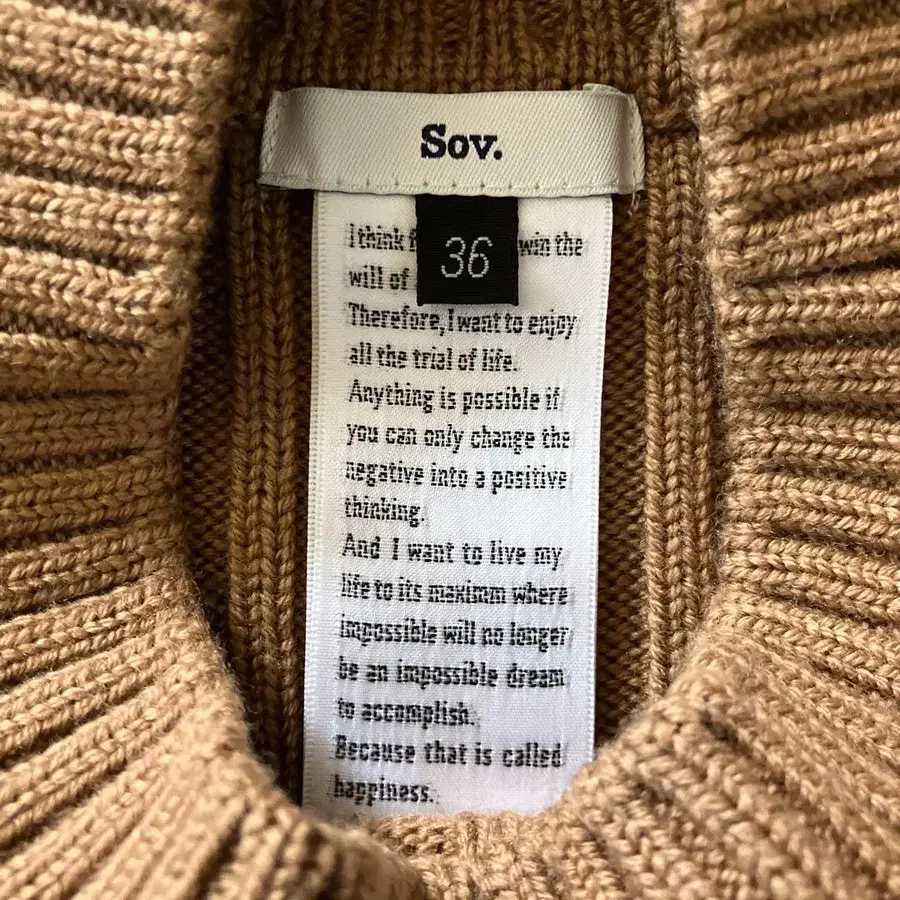 Sov.
36
I think win the
will of
Therefore, I want to enjoy
all the trial of life.
Anything is possible if
you can only change the
negative into a positive
thinking.
And I want to live my
life to its maximm where
impossible will no longer
be an impossible dream
to accomplish.
Because that is called
happiness.